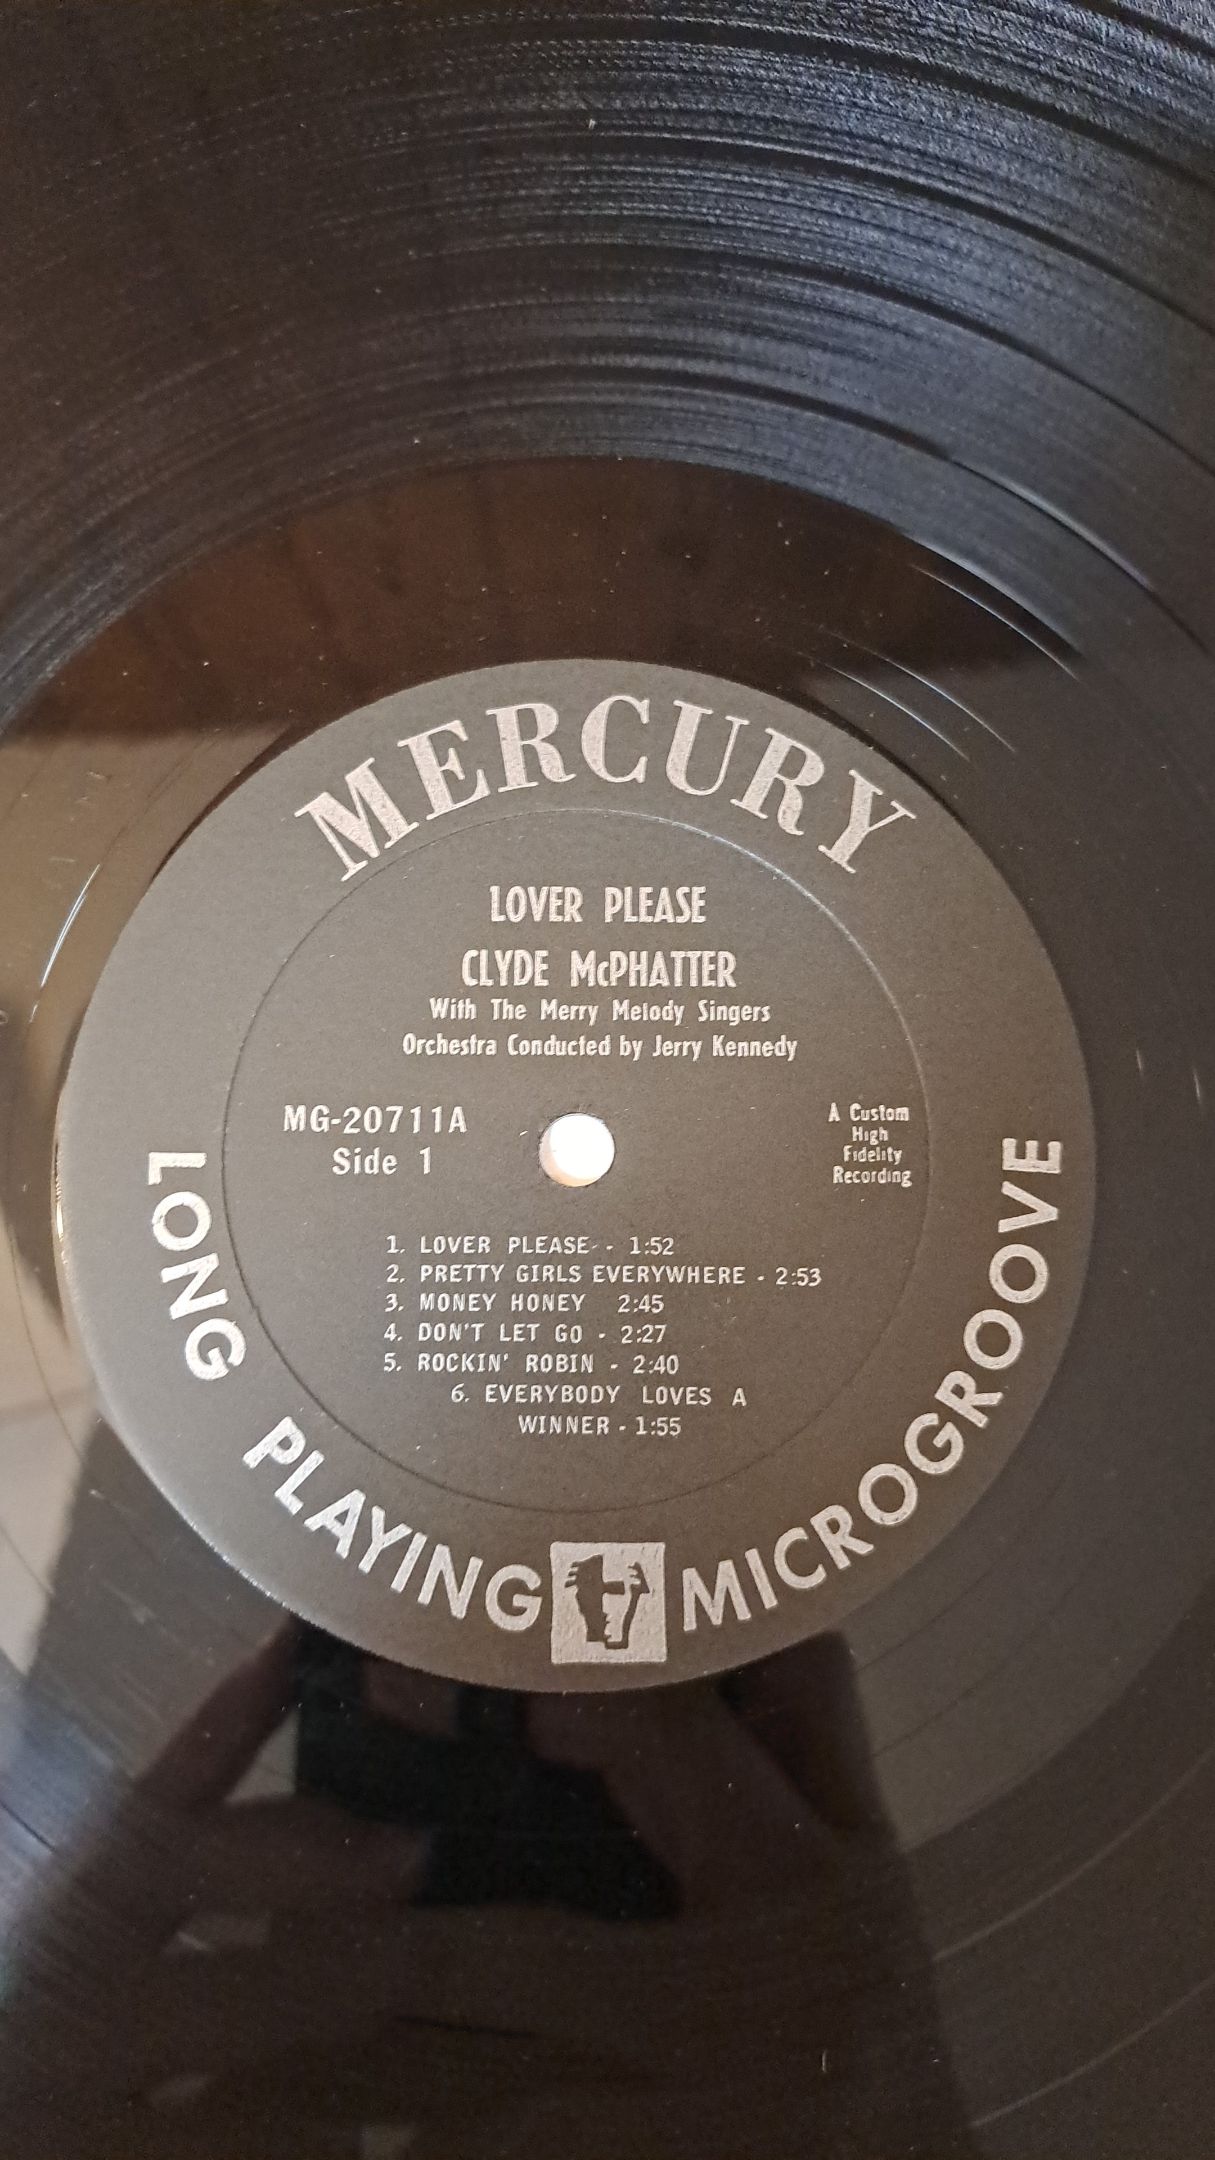 MERCURY
LOVER PLEASE
CLYDE McPHATTER
With The Merry Melody Singers
Orchestra Conducted by Jerry Kennedy
MG-20711A
Side 1
A Custom
High
Fidelity
Recording
1. LOVER PLEASE - - 1:52
2. PRETTY GIRLS EVERYWHERE - 2:53
3. MONEY HONEY 2:45
4. DON'T LET GO - 2:27
5. ROCKIN' ROBIN - 2:40
6. EVERYBODY LOVES A
WINNER - 1:55
LONG PLAYING MICROGROOVE